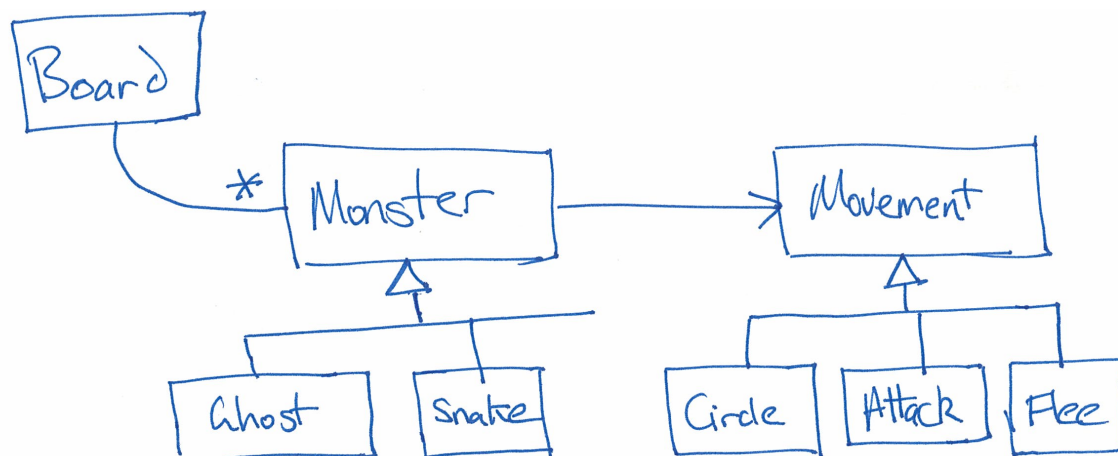 Board
*
Monster
Movement
Ghost
Snake
Circle
Attack
Flee